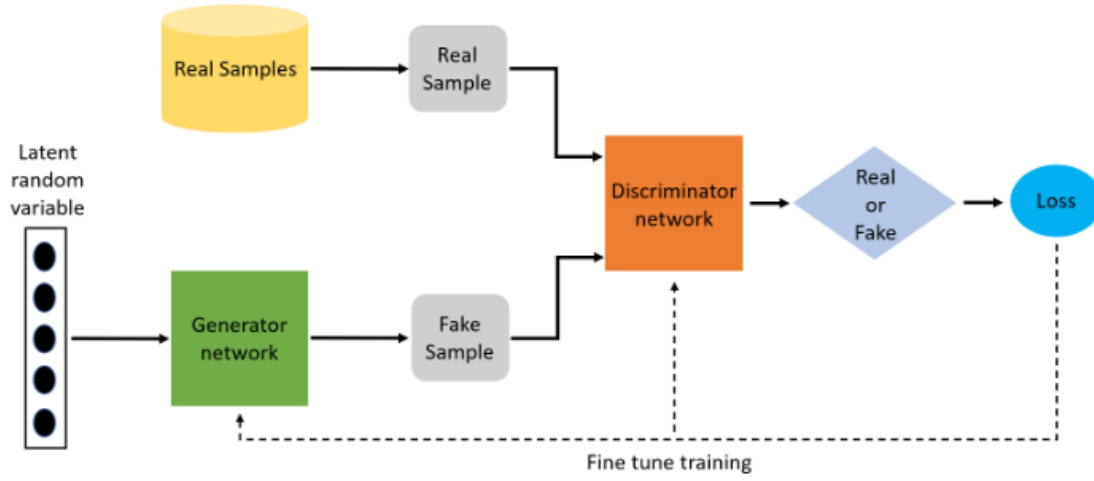 Real Samples
Real
Sample
Latent
random
variable
Discriminator
network
Real
or
Fake
Loss
Generator
network
Fake
Sample
Fine tune training